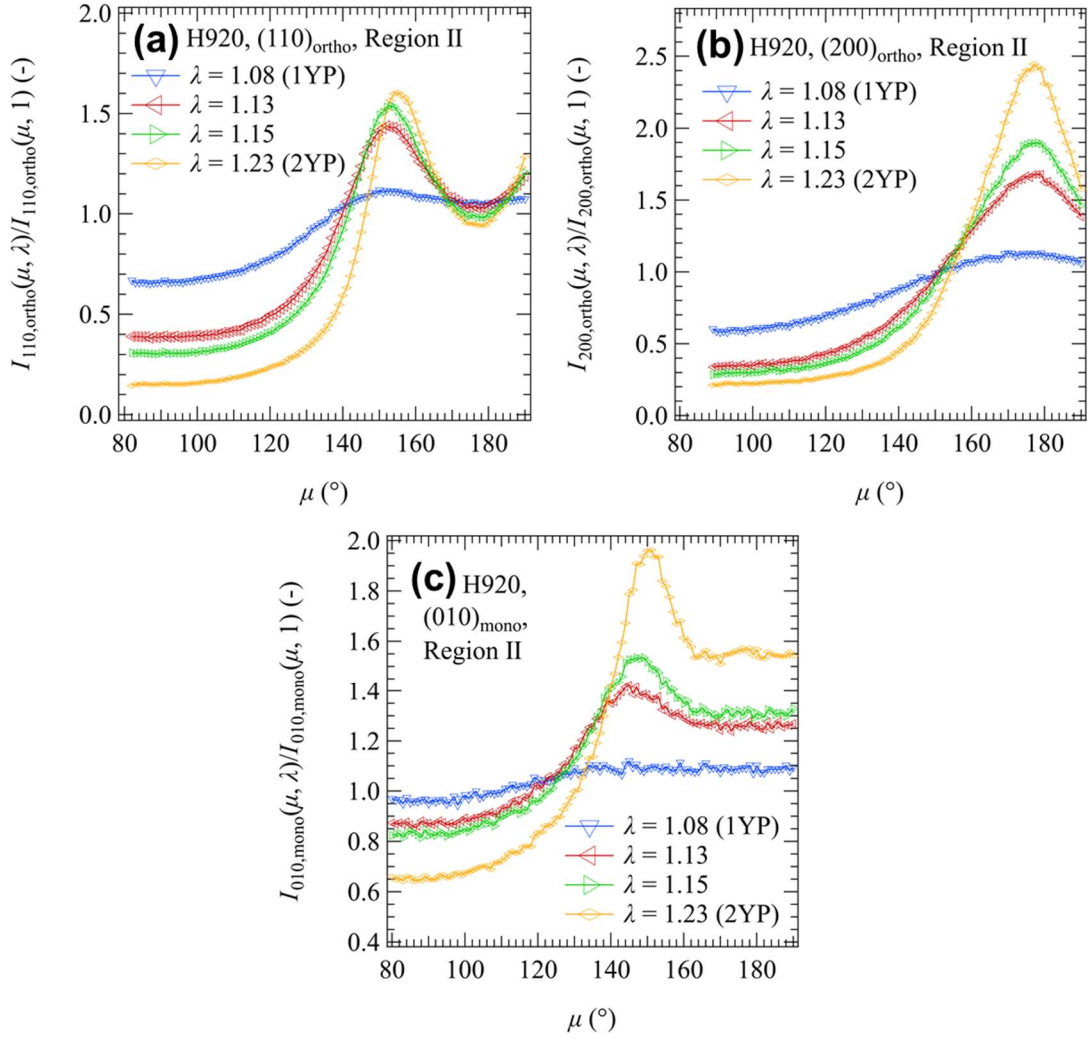 (a) H920, (110)ortho, Region II
λ = 1.08 (1YP)
λ = 1.13
λ = 1.15
λ = 1.23 (2YP)
I110,ortho(μ, λ)/I110,ortho(μ, 1) (-)
2.0
1.5
1.0
0.5
0.0
80 100 120 140 160 180
μ (°)
(b) H920, (200)ortho, Region II
λ = 1.08 (1YP)
λ = 1.13
λ = 1.15
λ = 1.23 (2YP)
I200,ortho(μ, λ)/I200,ortho(μ, 1) (-)
2.5
2.0
1.5
1.0
0.5
0.0
80 100 120 140 160 180
μ (°)
(c) H920,
(010)mono,
Region II
λ = 1.08 (1YP)
λ = 1.13
λ = 1.15
λ = 1.23 (2YP)
I010,mono(μ, λ)/I010,mono(μ, 1) (-)
2.0
1.8
1.6
1.4
1.2
1.0
0.8
0.6
0.4
80 100 120 140 160 180
μ (°)